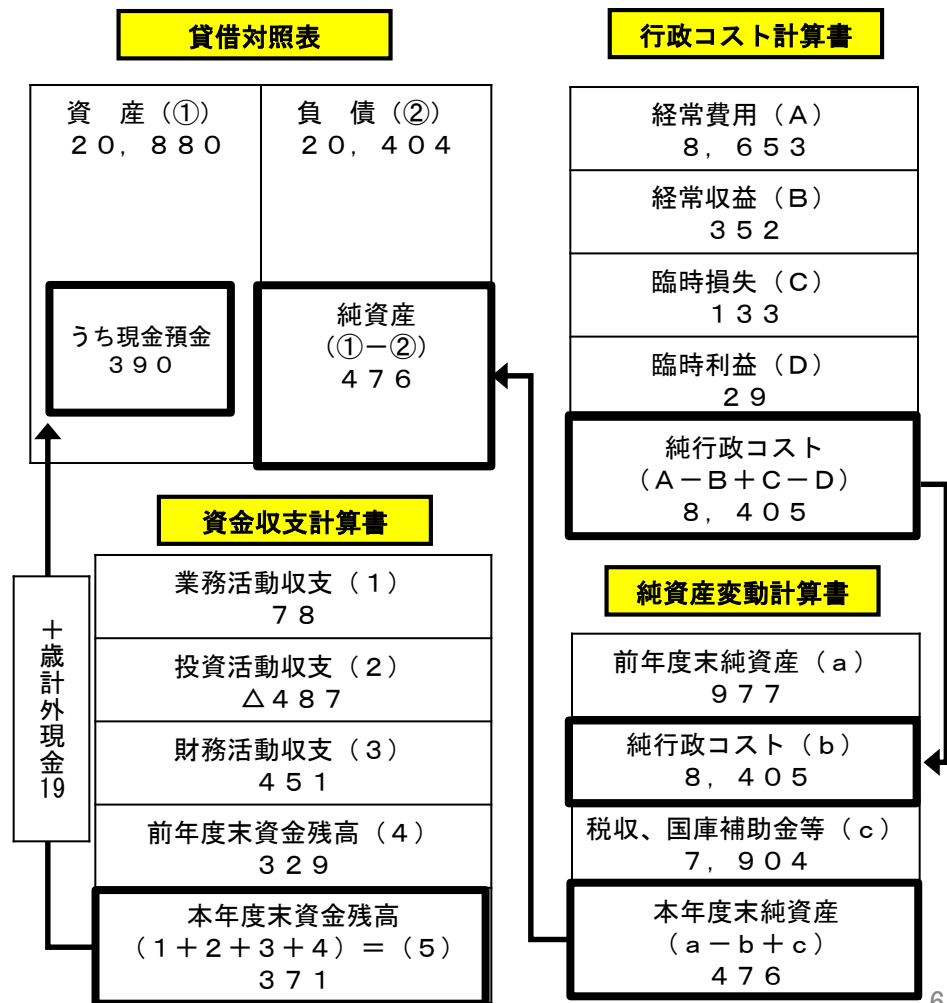 貸借対照表
資　産（①）
２０，８８０
負　債（②）
２０，４０４
うち現金預金
３９０
純資産
（①－②）
４７６
行政コスト計算書
経常費用（Ａ）
８，６５３
経常収益（Ｂ）
３５２
臨時損失（Ｃ）
１３３
臨時利益（Ｄ）
２９
純行政コスト
（Ａ－Ｂ＋Ｃ－Ｄ）
８，４０５
資金収支計算書
業務活動収支（１）
７８
投資活動収支（２）
△４８７
財務活動収支（３）
４５１
前年度末資金残高（４）
３２９
本年度末資金残高
（１＋２＋３＋４）＝（５）
３７１
＋歳計外現金19
純資産変動計算書
前年度末純資産（ａ）
９７７
純行政コスト（ｂ）
８，４０５
税収、国庫補助金等（ｃ）
７，９０４
本年度末純資産
（ａ－ｂ＋ｃ）
４７６
6